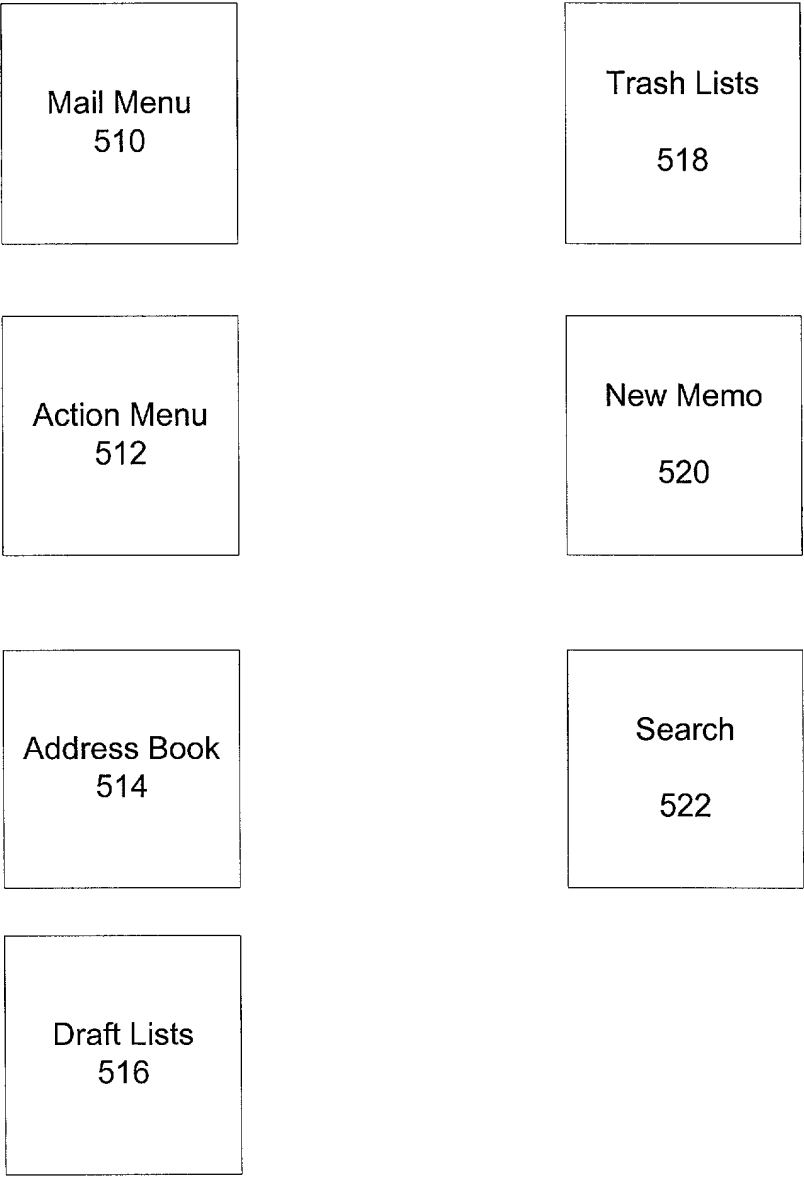 Mail Menu
510
Action Menu
512
Address Book
514
Draft Lists
516
Trash Lists
518
New Memo
520
Search
522